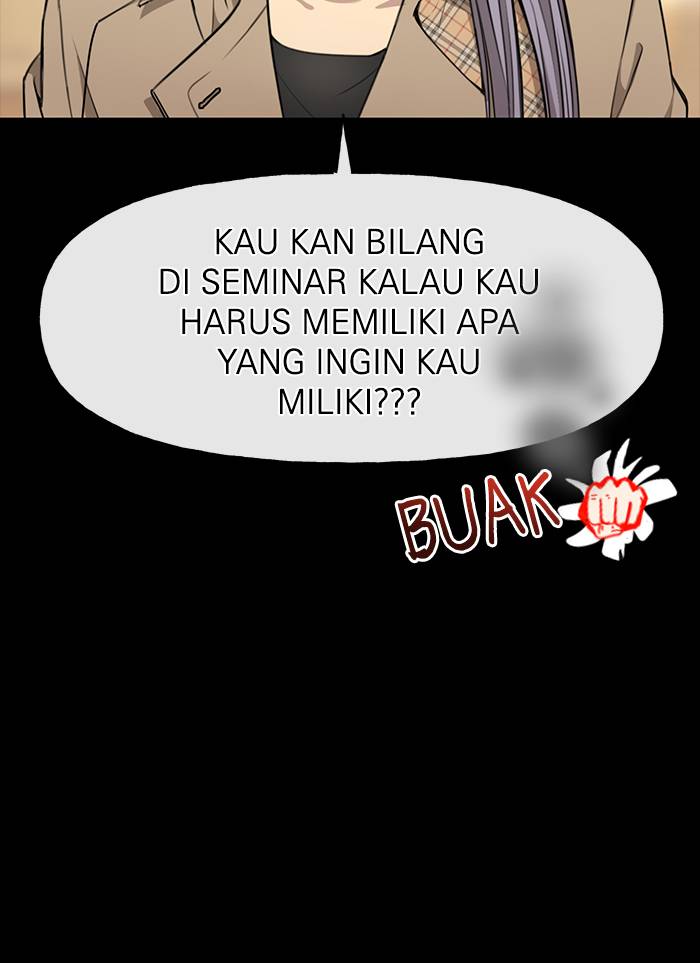 KAU KAN BILANG
DI SEMINAR KALAU KAU
HARUS MEMILIKI APA
YANG INGIN KAU
MILIKI???
BUAK